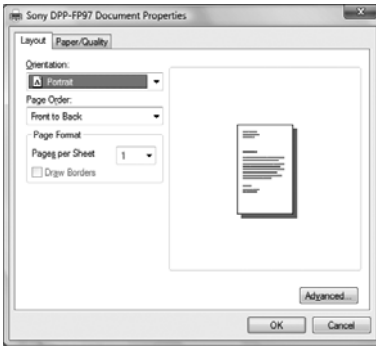 Sony DPP-FP97 Document Properties
Layout
Paper/Quality
Orientation:
A Portrait
Page Order:
Front to Back
Page Format
Pages per Sheet
1
Draw Borders
Advanced...
OK
Cancel